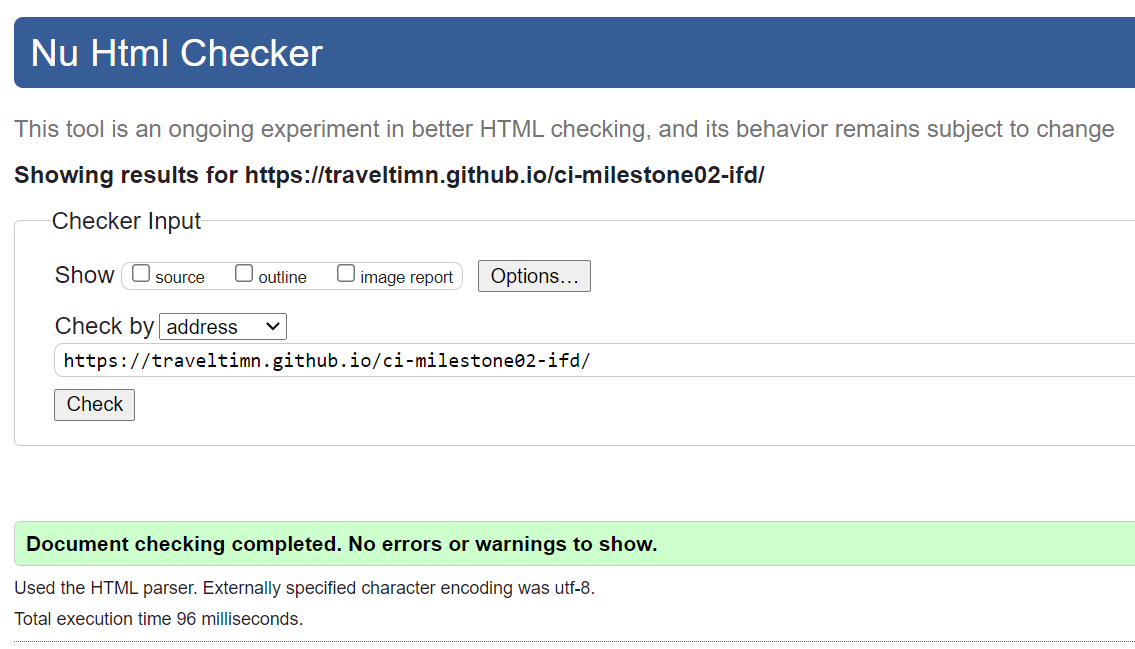 Nu Html Checker
This tool is an ongoing experiment in better HTML checking, and its behavior remains subject to change
Showing results for https://traveltimn.github.io/ci-milestone02-ifd/
Checker Input
Show source outline image report Options...
Check by address
https://traveltimn.github.io/ci-milestone02-ifd/
Check
Document checking completed. No errors or warnings to show.
Used the HTML parser. Externally specified character encoding was utf-8.
Total execution time 96 milliseconds.